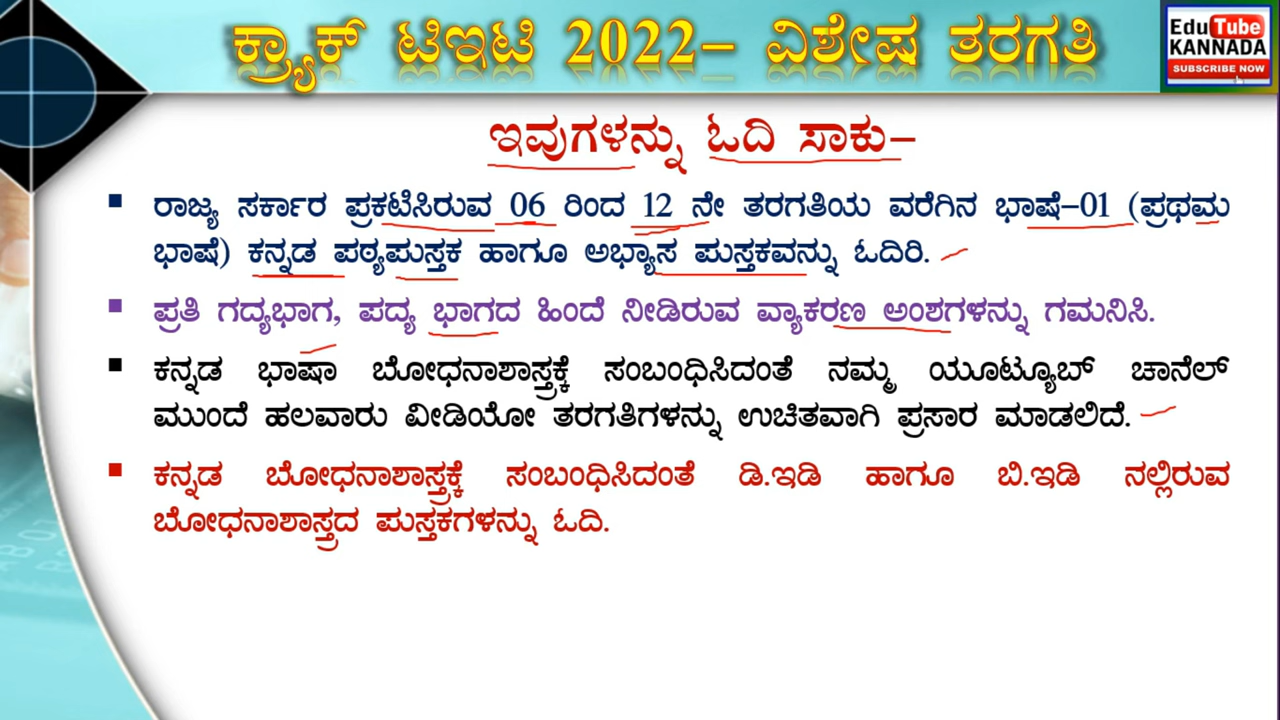 ಕ್ರ್ಯಾಕ್ ಟಿಇಟಿ 2022– ವಿಶೇಷ ತರಗತಿ
EduTube
KANNADA
SUBSCRIBE NOW
ಇವುಗಳನ್ನು ಓದಿ ಸಾಕು–
ರಾಜ್ಯ ಸರ್ಕಾರ ಪ್ರಕಟಿಸಿರುವ 06 ರಿಂದ 12 ನೇ ತರಗತಿಯ ವರೆಗಿನ ಭಾಷೆ–01 (ಪ್ರಥಮ
ಭಾಷೆ) ಕನ್ನಡ ಪಠ್ಯಪುಸ್ತಕ ಹಾಗೂ ಅಭ್ಯಾಸ ಪುಸ್ತಕವನ್ನು ಓದಿರಿ.
ಪ್ರತಿ ಗದ್ಯಭಾಗ, ಪದ್ಯ ಭಾಗದ ಹಿಂದೆ ನೀಡಿರುವ ವ್ಯಾಕರಣ ಅಂಶಗಳನ್ನು ಗಮನಿಸಿ.
ಕನ್ನಡ ಭಾಷಾ ಬೋಧನಾಶಾಸ್ತ್ರಕ್ಕೆ ಸಂಬಂಧಿಸಿದಂತೆ ನಮ್ಮ ಯೂಟ್ಯೂಬ್ ಚಾನೆಲ್
ಮುಂದೆ ಹಲವಾರು ವೀಡಿಯೋ ತರಗತಿಗಳನ್ನು ಉಚಿತವಾಗಿ ಪ್ರಸಾರ ಮಾಡಲಿದೆ.
ಕನ್ನಡ ಬೋಧನಾಶಾಸ್ತ್ರಕ್ಕೆ ಸಂಬಂಧಿಸಿದಂತೆ ಡಿ.ಇಡಿ ಹಾಗೂ ಬಿ.ಇಡಿ ನಲ್ಲಿರುವ
ಬೋಧನಾಶಾಸ್ತ್ರದ ಪುಸ್ತಕಗಳನ್ನು ಓದಿ.